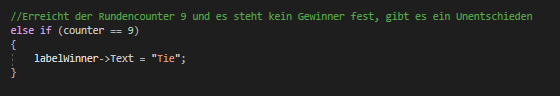 //Erreicht der Rundencounter 9 und es steht kein Gewinner fest, gibt es ein Unentschieden
else if (counter == 9)
{
    labelWinner->Text = "Tie";
}